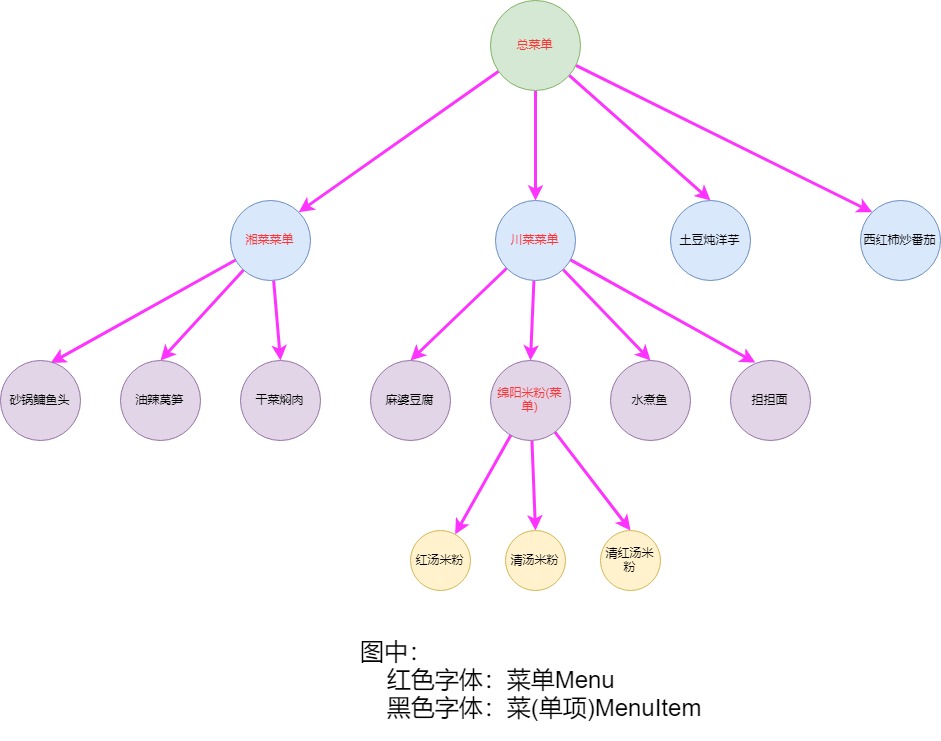 总菜单
湘菜菜单
川菜菜单
土豆炖洋芋
西红柿炒番茄
砂锅鳙鱼头
油辣莴笋
干菜焖肉
麻婆豆腐
绵阳米粉(菜
单)
水煮鱼
担担面
红汤米粉
清汤米粉
清红汤米
粉
图中：
红色字体：菜单Menu
黑色字体：菜(单项)MenuItem